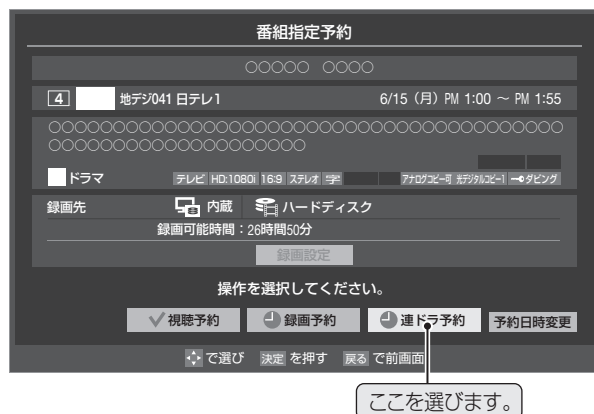 番組指定予約
○○○○○ ○○○○
4 地デジ041 日テレ1 6/15（月）PM 1:00 ～ PM 1:55
○○○○○○○○○○○○○○○○○○○○○○○○○○○○○○○○
○○○○○○○○○○○○○○○○
ドラマ テレビ HD:1080i 16:9 ステレオ 字 アナログコピー可 光デジタルコピー1 ダビング
録画先 内蔵 ハードディスク
録画可能時間：26時間50分
録画設定
操作を選択してください。
視聴予約 録画予約 連ドラ予約 予約日時変更
で選び 決定 を押す 戻る で前画面
ここを選びます。